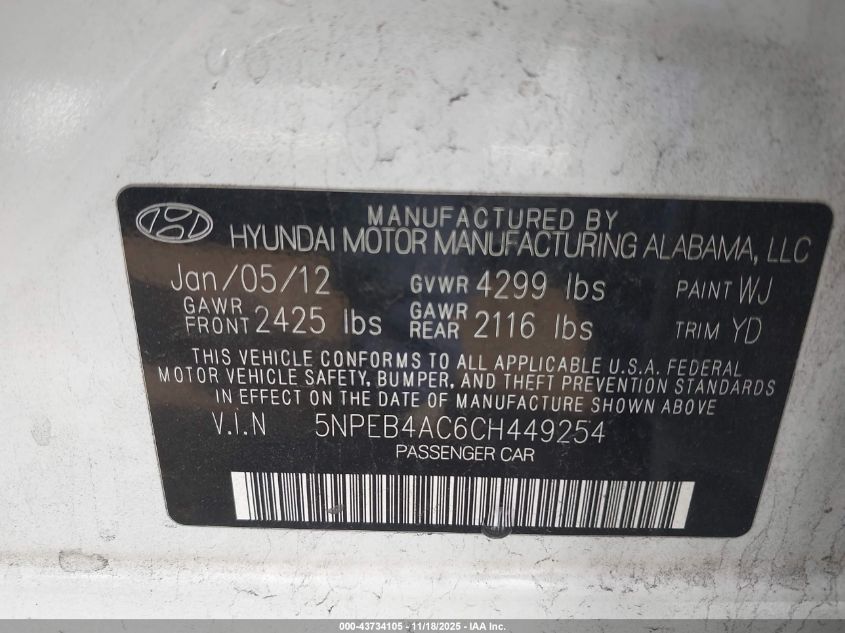 MANUFACTURED BY
HYUNDAI MOTOR MANUFACTURING ALABAMA, LLC
Jan/05/12 GVWR 4299 lbs PAINT WJ
GAWR FRONT 2425 lbs GAWR REAR 2116 lbs TRIM YD
THIS VEHICLE CONFORMS TO ALL APPLICABLE U.S.A. FEDERAL
MOTOR VEHICLE SAFETY, BUMPER, AND THEFT PREVENTION STANDARDS
IN EFFECT ON THE DATE OF MANUFACTURE SHOWN ABOVE
V.I.N 5NPEB4AC6CH449254
PASSENGER CAR
000-43734105 - 11/18/2025 - IAA Inc.